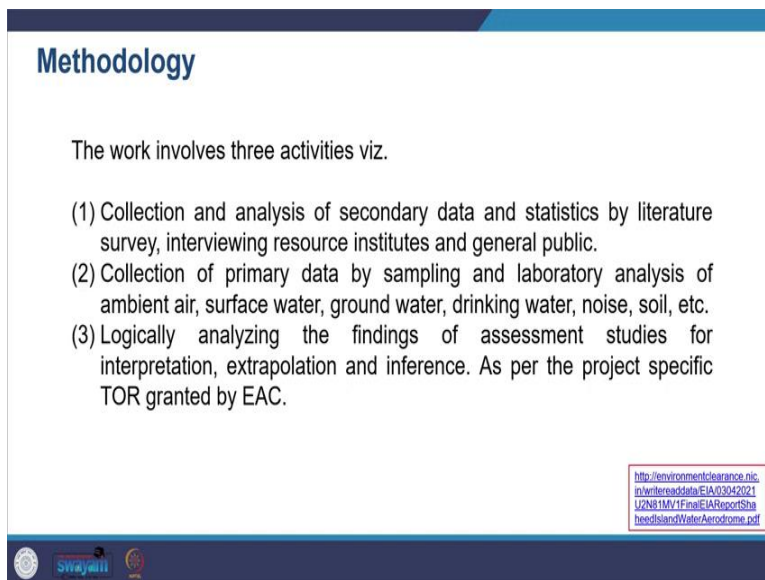 Methodology
The work involves three activities viz.
(1) Collection and analysis of secondary data and statistics by literature
survey, interviewing resource institutes and general public.
(2) Collection of primary data by sampling and laboratory analysis of
ambient air, surface water, ground water, drinking water, noise, soil, etc.
(3) Logically analyzing the findings of assessment studies for
interpretation, extrapolation and inference. As per the project specific
TOR granted by EAC.
http://environmentclearance.nic.
in/writereaddata/EIA/03042021
U2N81MV1FinalEIAReportSha
heedIslandWaterAerodrome.pdf
swayam